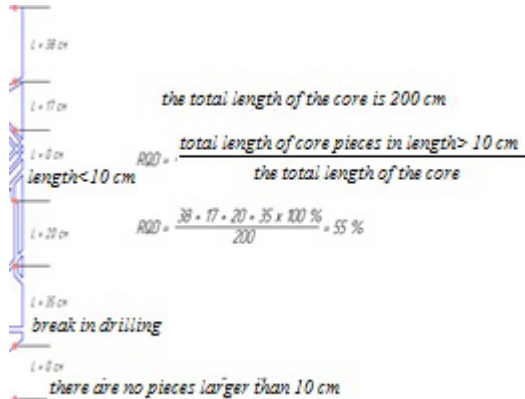 L = 38 cm
L = 17 cm
the total length of the core is 200 cm
L = 0 cm
length<10 cm
RQD = total length of core pieces in length> 10 cm
the total length of the core
L = 20 cm
RQD = 38 + 17 + 20 + 35 x 100 % = 55 %
200
L = 35 cm
break in drilling
L = 0 cm
there are no pieces larger than 10 cm